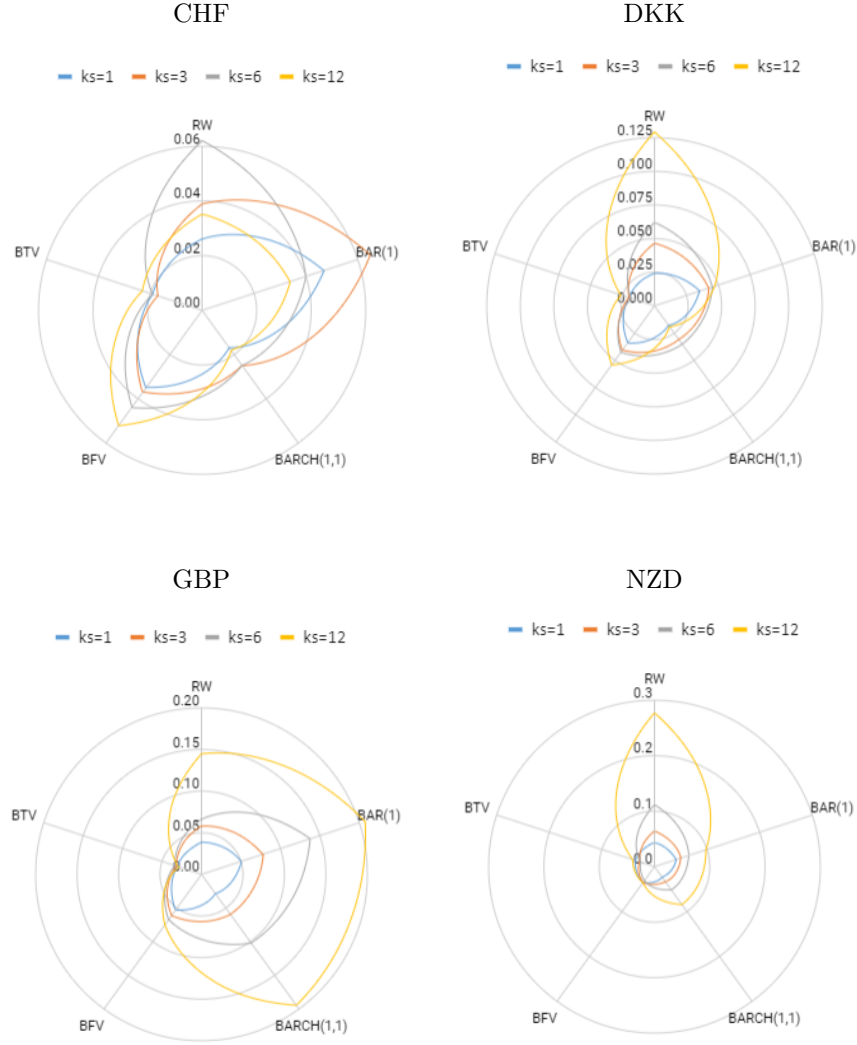 CHF
ks=1 ks=3 ks=6 ks=12
RW
0.06
0.04
0.02
0.00
BAR(1)
BTV
BFV
BARCH(1,1)
DKK
ks=1 ks=3 ks=6 ks=12
RW
0.125
0.100
0.075
0.050
0.025
0.000
BAR(1)
BTV
BFV
BARCH(1,1)
GBP
ks=1 ks=3 ks=6 ks=12
RW
0.20
0.15
0.10
0.05
0.00
BAR(1)
BTV
BFV
BARCH(1,1)
NZD
ks=1 ks=3 ks=6 ks=12
RW
0.3
0.2
0.1
0.0
BAR(1)
BTV
BFV
BARCH(1,1)